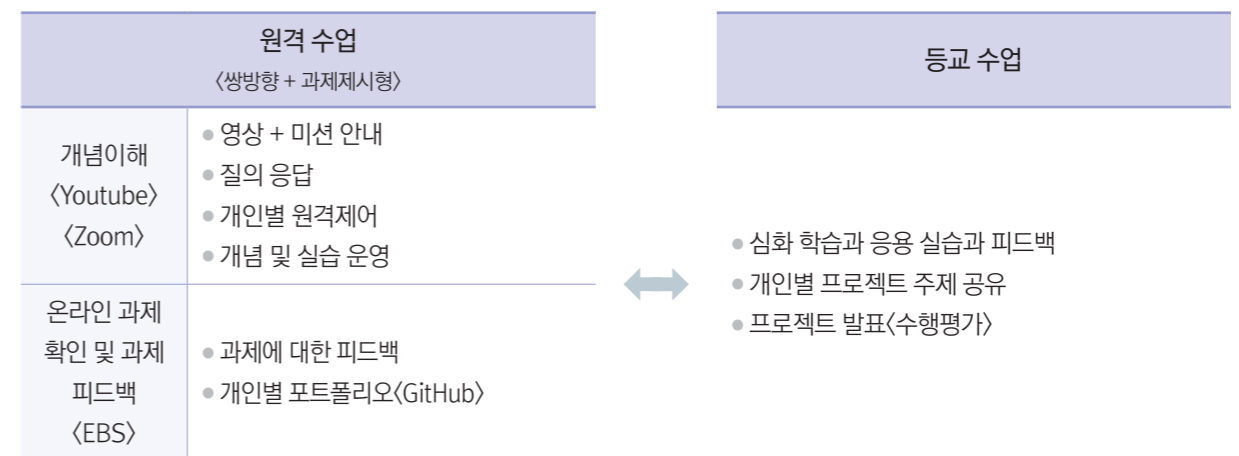 원격 수업
〈쌍방향 + 과제제시형〉
개념이해
〈Youtube〉
〈Zoom〉
● 영상 + 미션 안내
● 질의 응답
● 개인별 원격제어
● 개념 및 실습 운영
온라인 과제
확인 및 과제
피드백
〈EBS〉
● 과제에 대한 피드백
● 개인별 포트폴리오〈GitHub〉
등교 수업
● 심화 학습과 응용 실습과 피드백
● 개인별 프로젝트 주제 공유
● 프로젝트 발표〈수행평가〉